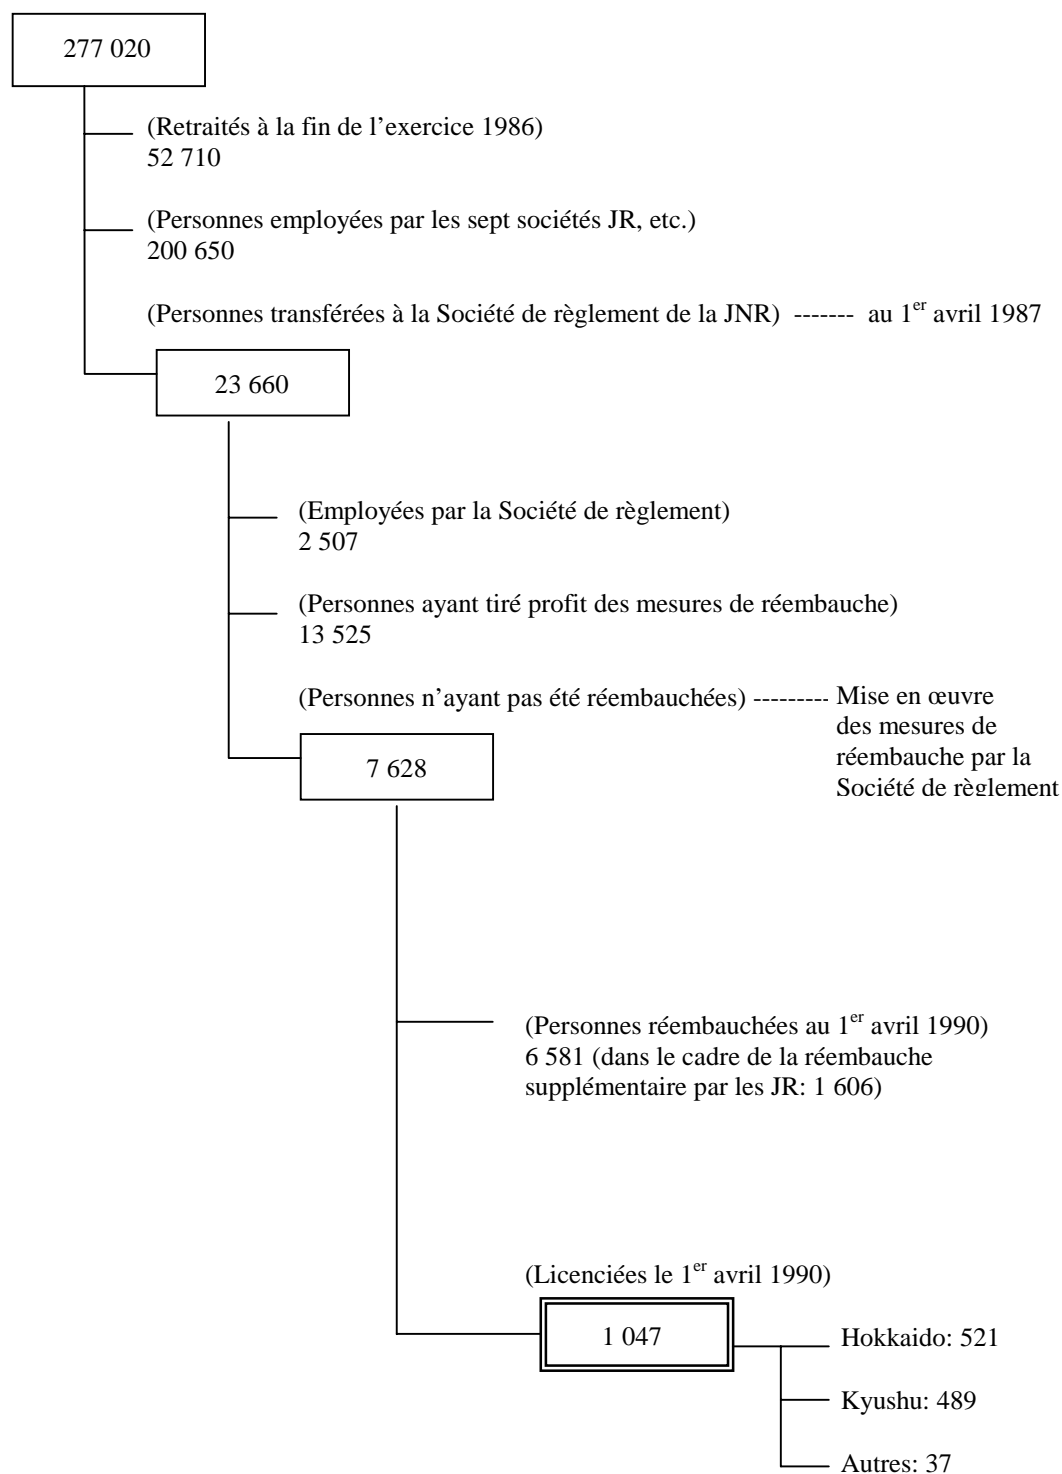 277 020
(Retraités à la fin de l’exercice 1986)
52 710
(Personnes employées par les sept sociétés JR, etc.)
200 650
(Personnes transférées à la Société de règlement de la JNR) ------- au 1er avril 1987
23 660
(Employées par la Société de règlement)
2 507
(Personnes ayant tiré profit des mesures de réembauche)
13 525
(Personnes n’ayant pas été réembauchées) --------- Mise en œuvre
des mesures de
réembauche par la
Société de règlement
7 628
(Personnes réembauchées au 1er avril 1990)
6 581 (dans le cadre de la réembauche
supplémentaire par les JR: 1 606)
(Licenciées le 1er avril 1990)
1 047
Hokkaido: 521
Kyushu: 489
Autres: 37